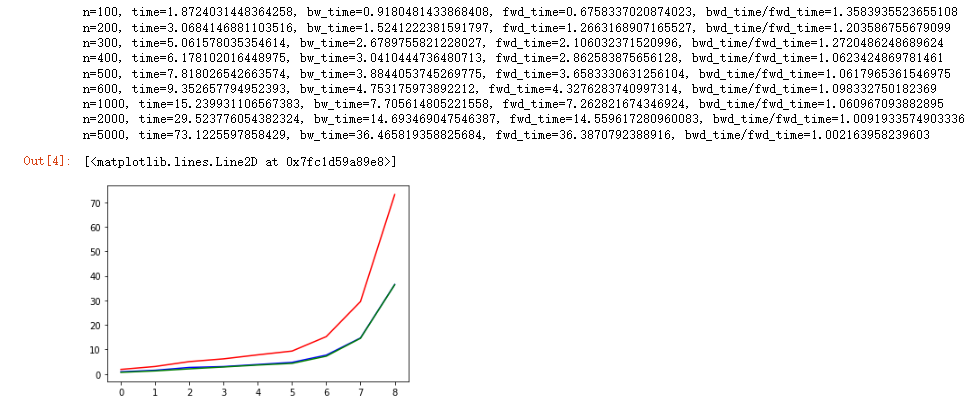 n=100, time=1.8724031448364258, bw_time=0.9180481433868408, fwd_time=0.6758337020874023, bwd_time/fwd_time=1.3583935523655108
n=200, time=3.0684146881103516, bw_time=1.5241222381591797, fwd_time=1.2663168907165527, bwd_time/fwd_time=1.203586755679099
n=300, time=5.061578035354614, bw_time=2.6789755821228027, fwd_time=2.106032371520996, bwd_time/fwd_time=1.2720486248689624
n=400, time=6.178102016448975, bw_time=3.0410444736480713, fwd_time=2.862583875656128, bwd_time/fwd_time=1.0623424869781461
n=500, time=7.818026542663574, bw_time=3.8844053745269775, fwd_time=3.6583330631256104, bwd_time/fwd_time=1.0617965361546975
n=600, time=9.352657794952393, bw_time=4.753175973892212, fwd_time=4.3276283740997314, bwd_time/fwd_time=1.098332750182369
n=1000, time=15.239931106567383, bw_time=7.705614805221558, fwd_time=7.262821674346924, bwd_time/fwd_time=1.060967093882895
n=2000, time=29.523776054382324, bw_time=14.693469047546387, fwd_time=14.559617280960083, bwd_time/fwd_time=1.0091933574903336
n=5000, time=73.1225597858429, bw_time=36.465819358825684, fwd_time=36.3870792388916, bwd_time/fwd_time=1.002163958239603
Out[4]: [<matplotlib.lines.Line2D at 0x7fc1d59a89e8>]
70
60
50
40
30
20
10
0
0 1 2 3 4 5 6 7 8